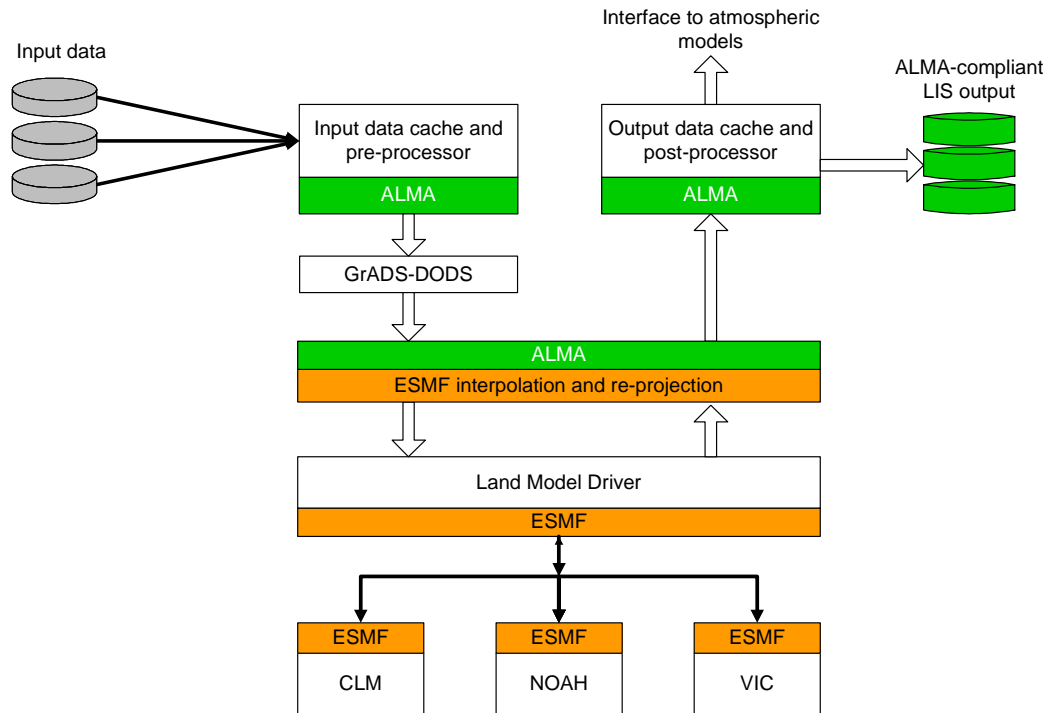 Interface to atmospheric
models
Input data
ALMA-compliant
LIS output
Input data cache and
pre-processor
ALMA
Output data cache and
post-processor
ALMA
GrADS-DODS
ALMA
ESMF interpolation and re-projection
Land Model Driver
ESMF
ESMF
CLM
ESMF
NOAH
ESMF
VIC